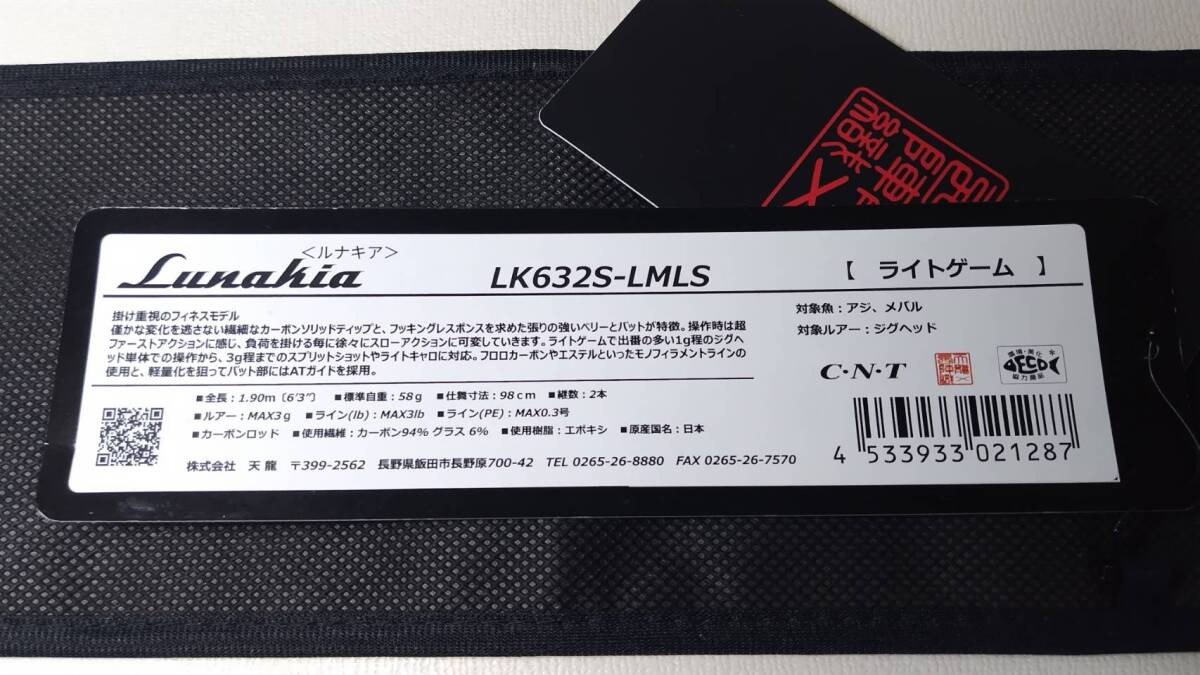 <ルナキア>
Lunakia
LK632S-LMLS
【 ライトゲーム 】
掛け重視のフィネスモデル
僅かな変化を逃さない繊細なカーボンソリッドティップと、フッキングレスポンスを求めた張りの強いベリーとバットが特徴。操作時は超
ファーストアクションに感じ、負荷を掛ける毎に徐々にスローアクションに可変していきます。ライトゲームで出番の多い1g程のジグヘ
ッド単体での操作から、3g程までのスプリットショットやライトキャロに対応。フロロカーボンやエステルといったモノフィラメントラインの
使用と、軽量化を狙ってバット部にはATガイドを採用。
対象魚:アジ、メバル
対象ルアー:ジグヘッド
C・N・T
環境・美化
DECO
協力商品
■全長:1.90m〔6'3"〕 ■標準自重:58g ■仕舞寸法:98cm ■継数:2本
■ルアー:MAX3g ■ライン(lb):MAX3lb ■ライン(PE):MAX0.3号
■カーボンロッド ■使用繊維:カーボン94% グラス6% ■使用樹脂:エポキシ ■原産国名:日本
株式会社 天龍 〒399-2562 長野県飯田市長野原700-42 TEL 0265-26-8880 FAX 0265-26-7570
4 533933 021287